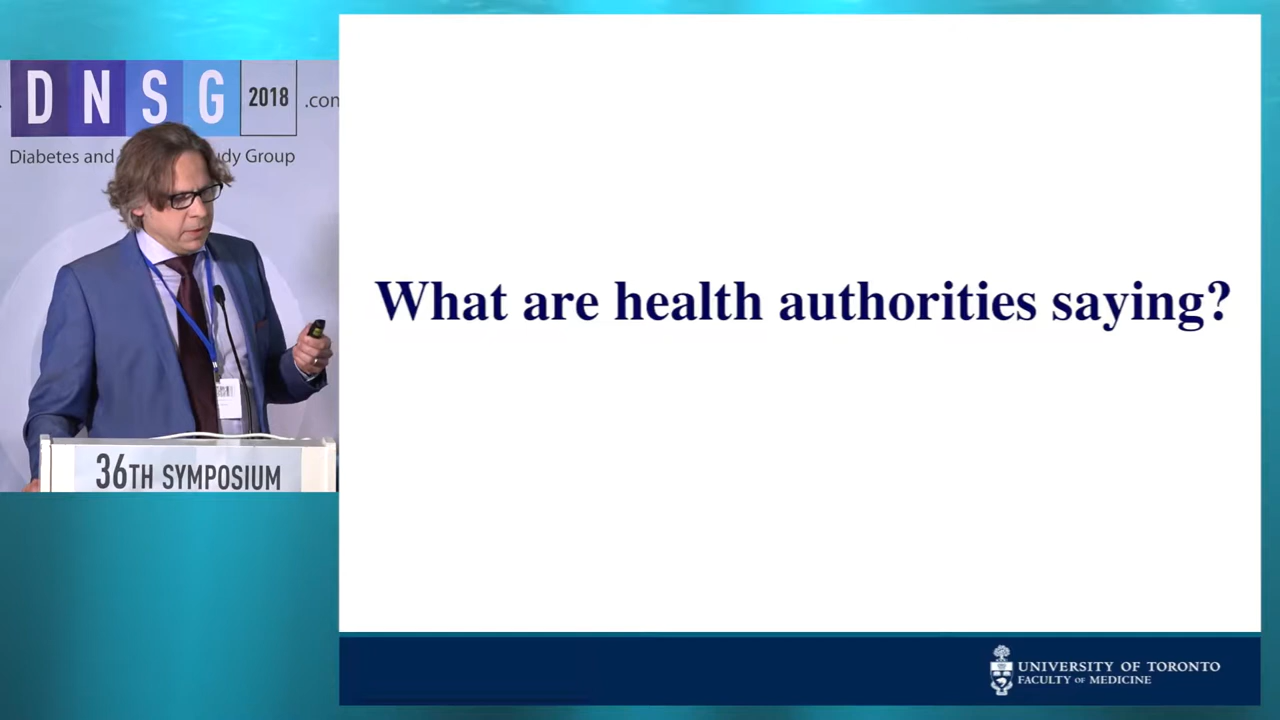 DNSG 2018 .com
Diabetes and udy Group
36TH SYMPOSIUM
What are health authorities saying?
UNIVERSITY OF TORONTO
FACULTY OF MEDICINE